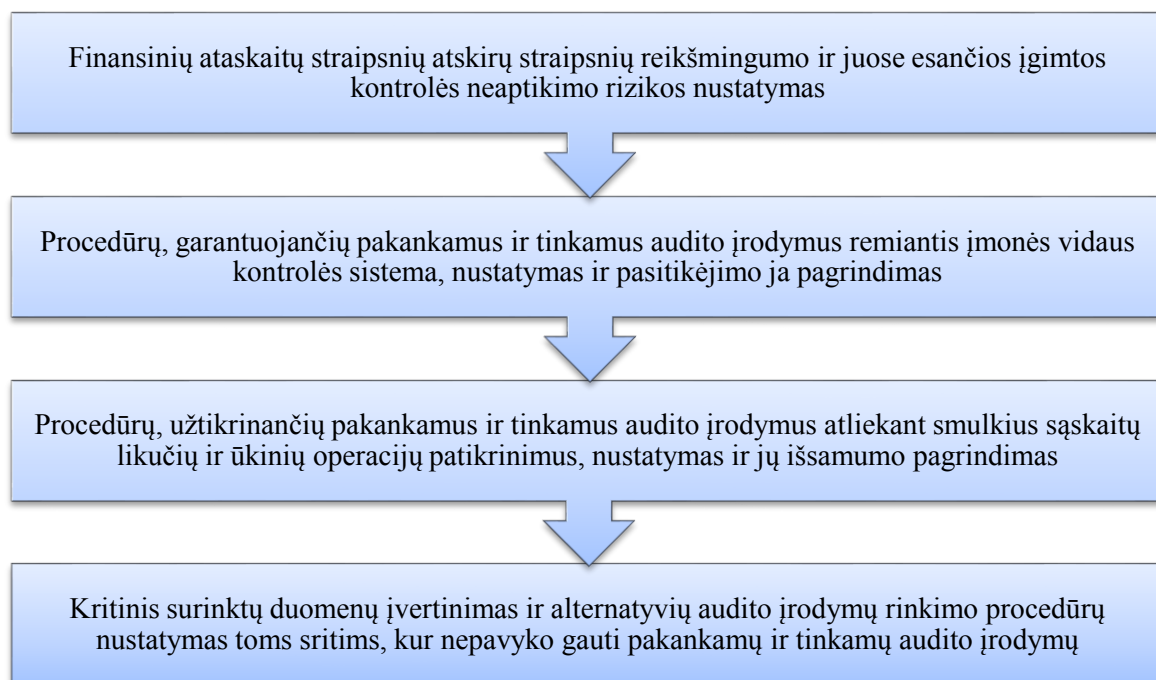 Finansinių ataskaitų straipsnių atskirų straipsnių reikšmingumo ir juose esančios įgimtos
kontrolės neaptikimo rizikos nustatymas
Procedūrų, garantuojančių pakankamus ir tinkamus audito įrodymus remiantis įmonės vidaus
kontrolės sistema, nustatymas ir pasitikėjimo ja pagrindimas
Procedūrų, užtikrinančių pakankamus ir tinkamus audito įrodymus atliekant smulkius sąskaitų
likučių ir ūkinių operacijų patikrinimus, nustatymas ir jų išsamumo pagrindimas
Kritinis surinktų duomenų įvertinimas ir alternatyvių audito įrodymų rinkimo procedūrų
nustatymas toms sritims, kur nepavyko gauti pakankamų ir tinkamų audito įrodymų